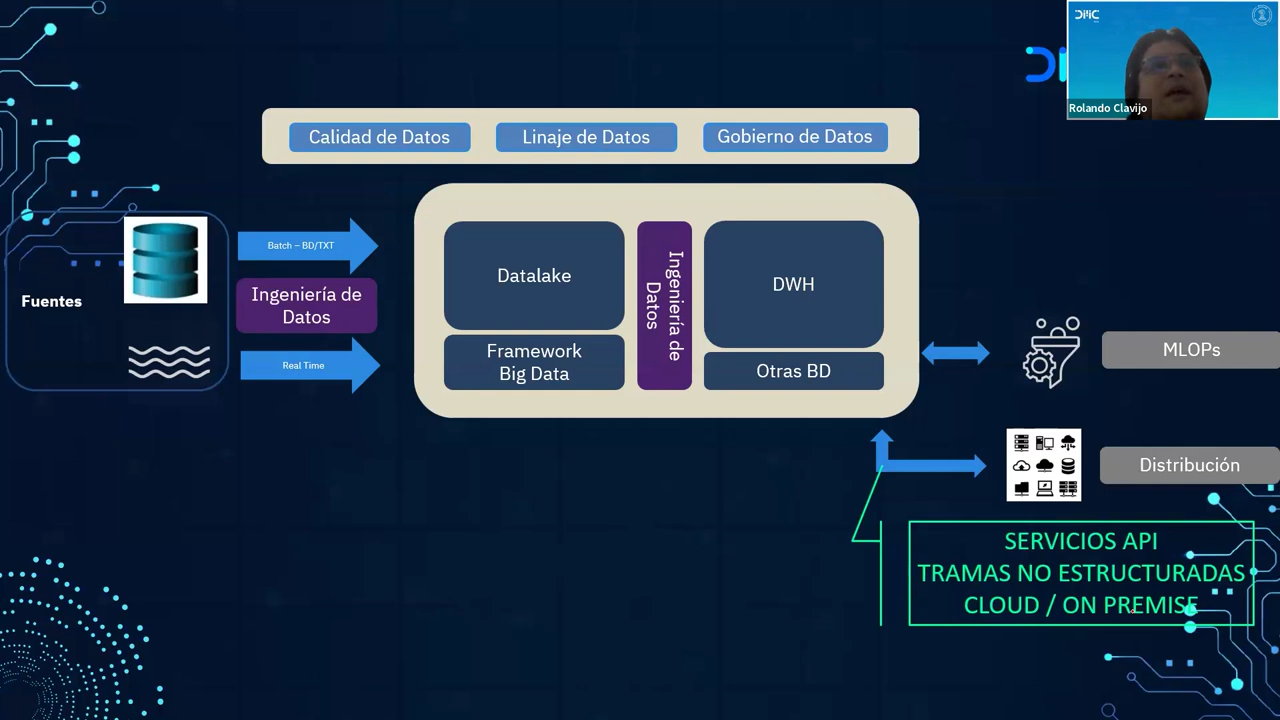 DMC
Rolando Clavijo
Calidad de Datos
Linaje de Datos
Gobierno de Datos
Fuentes
Batch – BD/TXT
Ingeniería de
Datos
Real Time
Datalake
Framework
Big Data
Ingeniería de
Datos
DWH
Otras BD
MLOPs
Distribución
SERVICIOS API
TRAMAS NO ESTRUCTURADAS
CLOUD / ON PREMISE